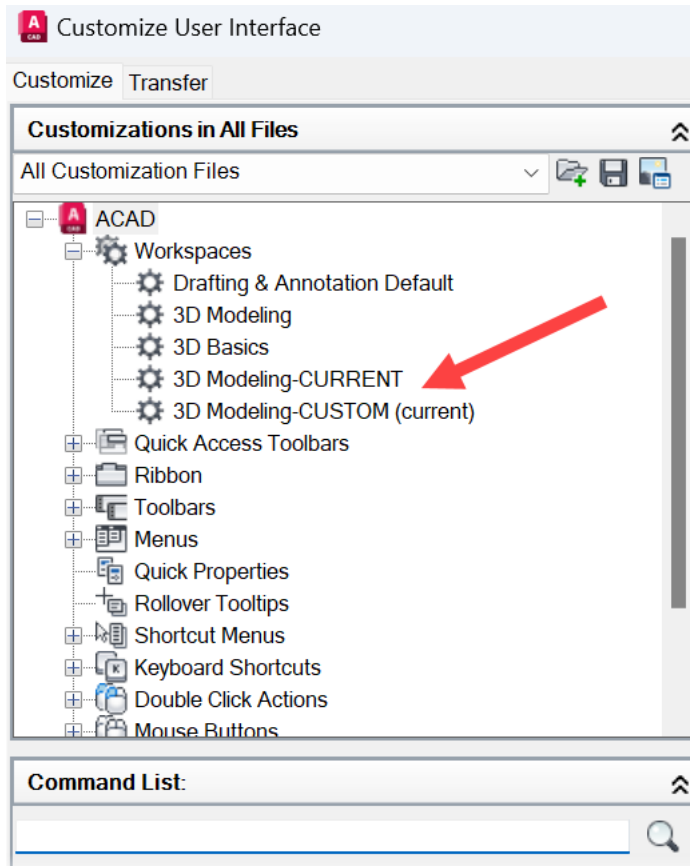 Customize User Interface
Customize Transfer
Customizations in All Files
All Customization Files
ACAD
Workspaces
Drafting & Annotation Default
3D Modeling
3D Basics
3D Modeling-CURRENT
3D Modeling-CUSTOM (current)
Quick Access Toolbars
Ribbon
Toolbars
Menus
Quick Properties
Rollover Tooltips
Shortcut Menus
Keyboard Shortcuts
Double Click Actions
Mouse Buttons
Command List: